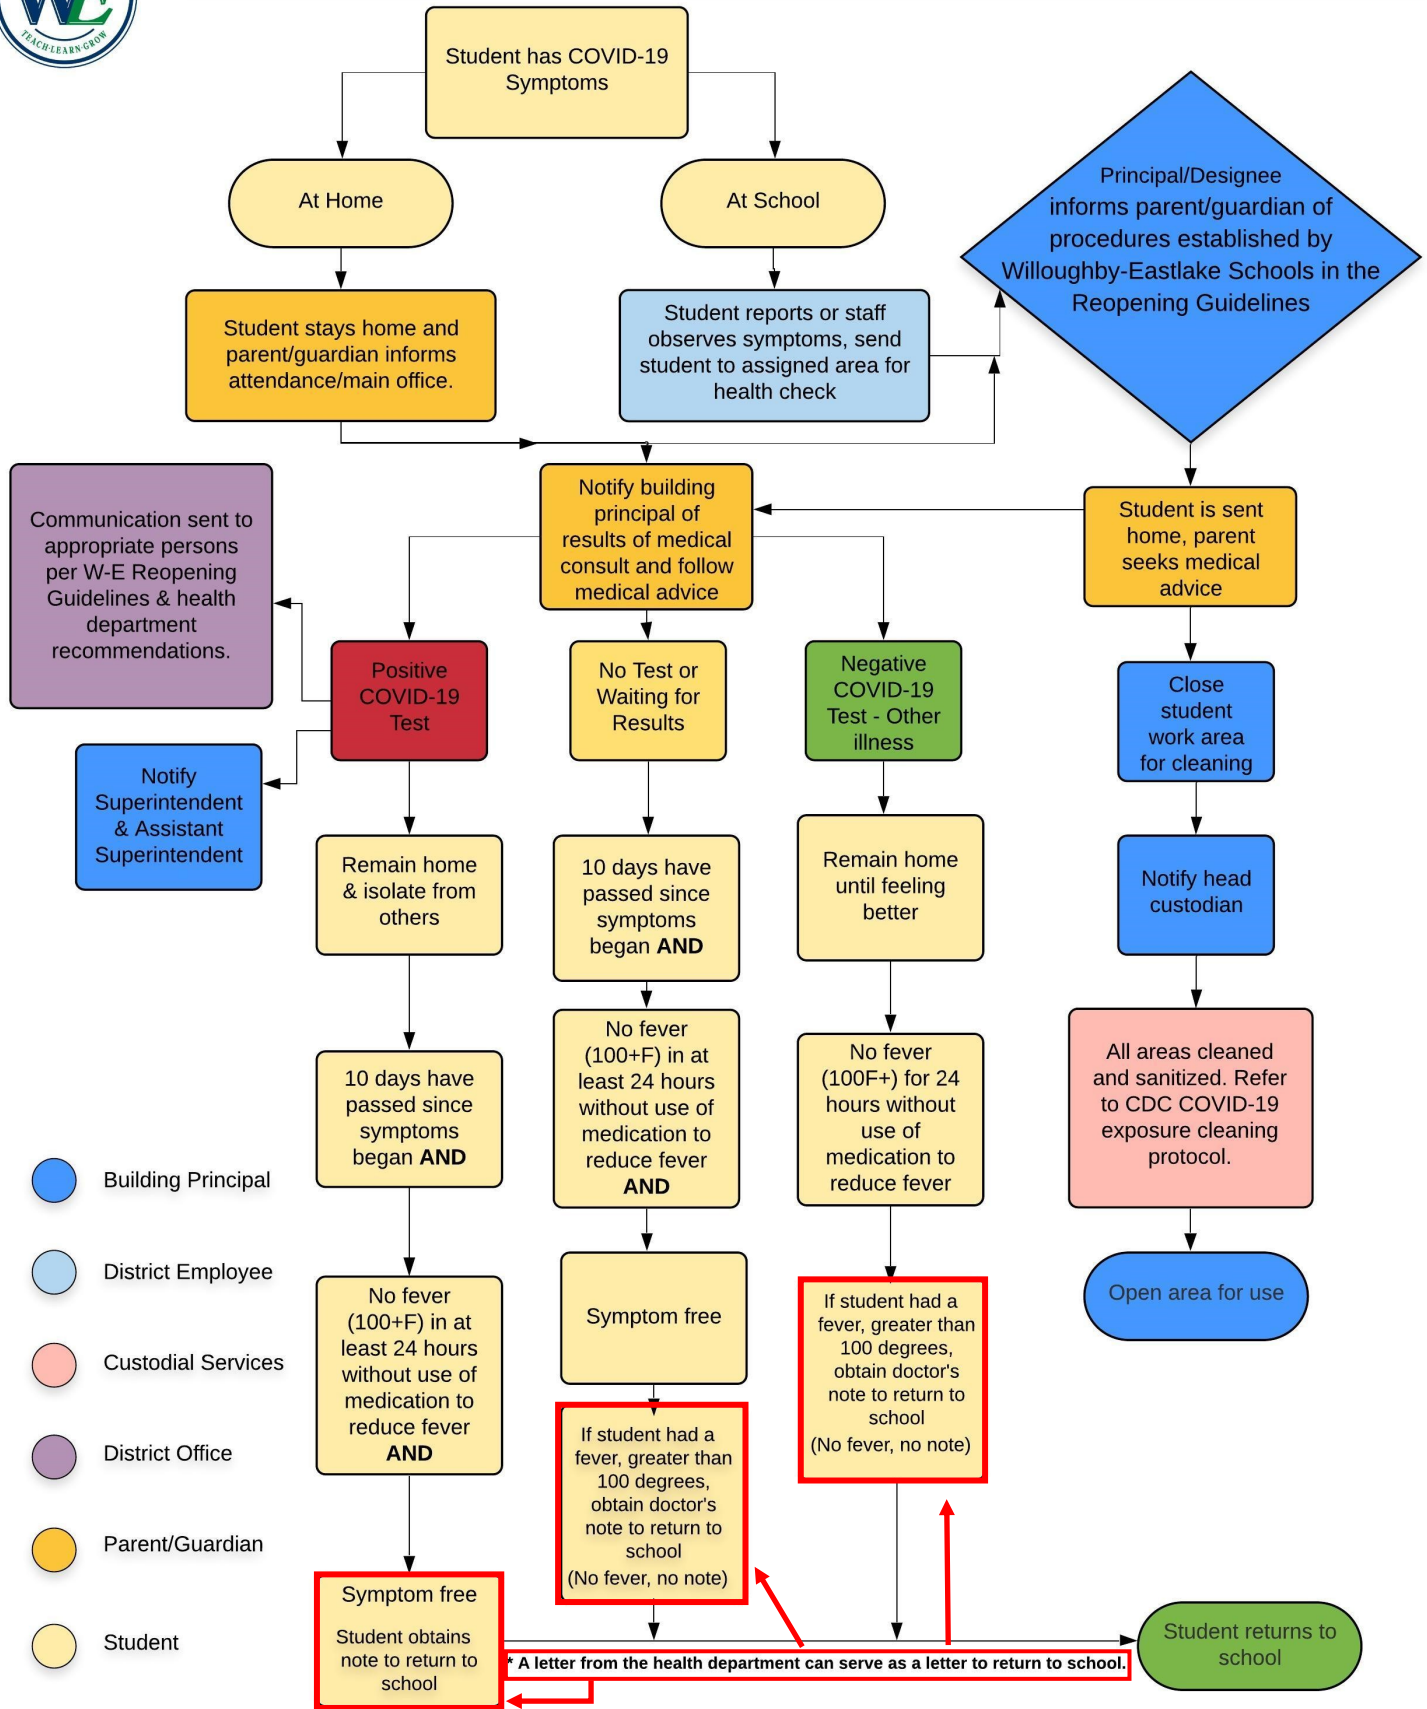 WE
TEACH·LEARN·GROW
Student has COVID-19
Symptoms
At Home
At School
Principal/Designee
informs parent/guardian of
procedures established by
Willoughby-Eastlake Schools in the
Reopening Guidelines
Student stays home and
parent/guardian informs
attendance/main office.
Student reports or staff
observes symptoms, send
student to assigned area for
health check
Communication sent to
appropriate persons
per W-E Reopening
Guidelines & health
department
recommendations.
Notify building
principal of
results of medical
consult and follow
medical advice
Student is sent
home, parent
seeks medical
advice
Positive
COVID-19
Test
No Test or
Waiting for
Results
Negative
COVID-19
Test - Other
illness
Close
student
work area
for cleaning
Notify
Superintendent
& Assistant
Superintendent
Remain home
& isolate from
others
10 days have
passed since
symptoms
began AND
Remain home
until feeling
better
Notify head
custodian
10 days have
passed since
symptoms
began AND
No fever
(100+F) in at
least 24 hours
without use of
medication to
reduce fever
AND
No fever
(100F+) for 24
hours without
use of
medication to
reduce fever
All areas cleaned
and sanitized. Refer
to CDC COVID-19
exposure cleaning
protocol.
Building Principal
District Employee
Custodial Services
District Office
Parent/Guardian
Student
No fever
(100+F) in at
least 24 hours
without use of
medication to
reduce fever
AND
Symptom free
If student had a
fever, greater than
100 degrees,
obtain doctor's
note to return to
school
(No fever, no note)
Open area for use
If student had a
fever, greater than
100 degrees,
obtain doctor's
note to return to
school
(No fever, no note)
Symptom free
Student obtains
note to return to
school
* A letter from the health department can serve as a letter to return to school.
Student returns to
school